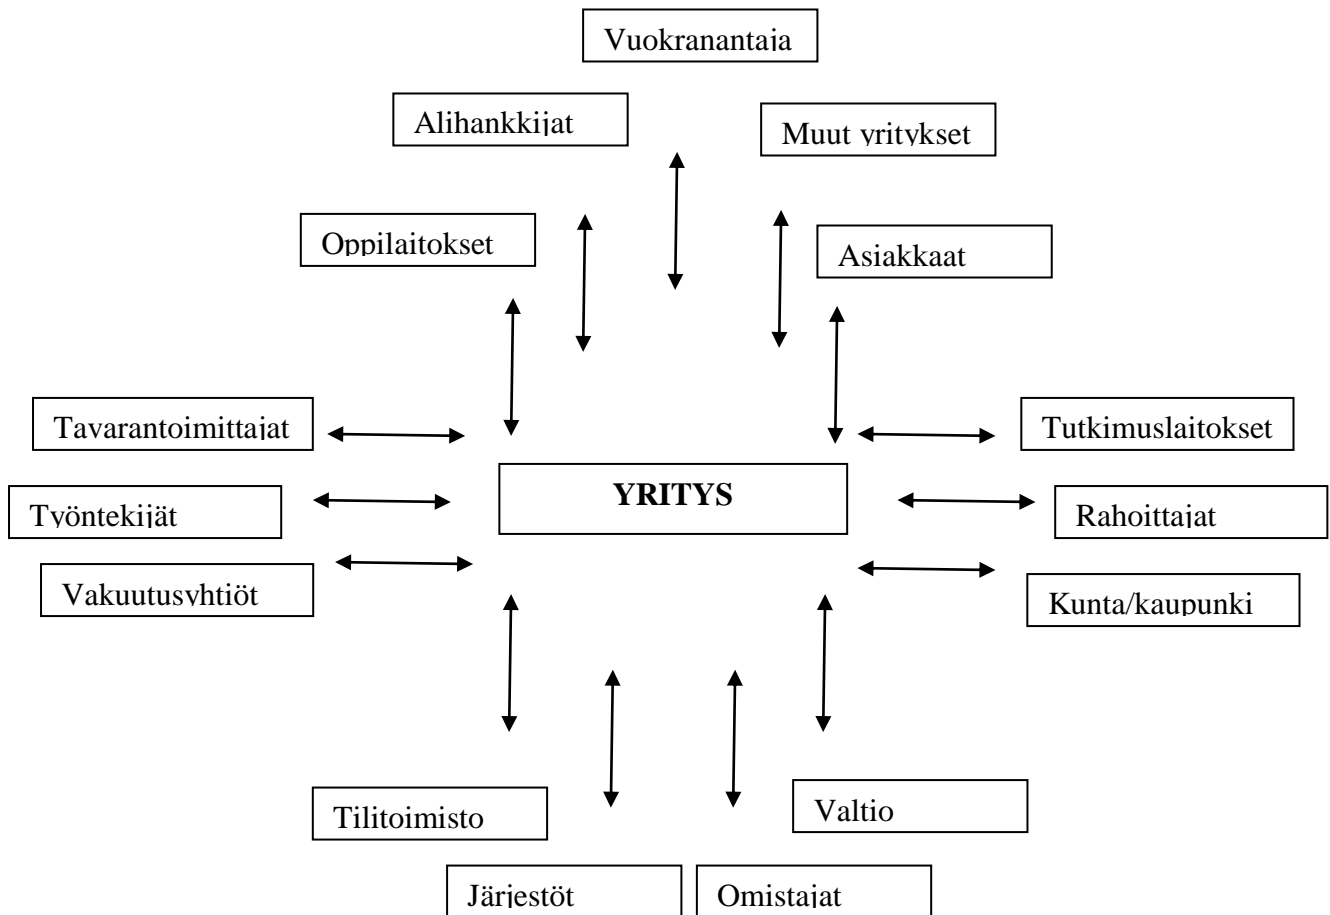 Vuokranantaja
Alihankkijat
Muut yritykset
Oppilaitokset
Asiakkaat
Tavarantoimittajat
Tutkimuslaitokset
YRITYS
Työntekijät
Rahoittajat
Vakuutusyhtiöt
Kunta/kaupunki
Tilitoimisto
Valtio
Järjestöt
Omistajat